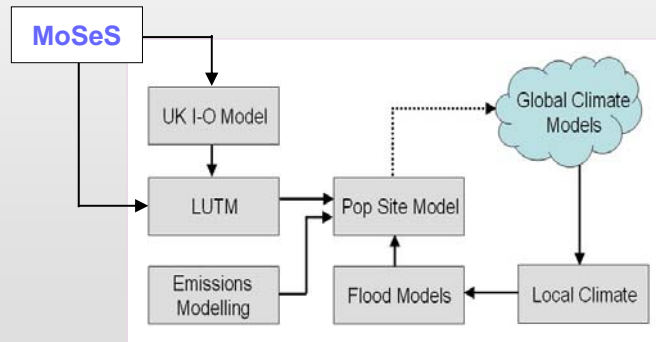 MoSeS
UK I-O Model
Global Climate
Models
LUTM
Pop Site Model
Emissions
Modelling
Flood Models
Local Climate